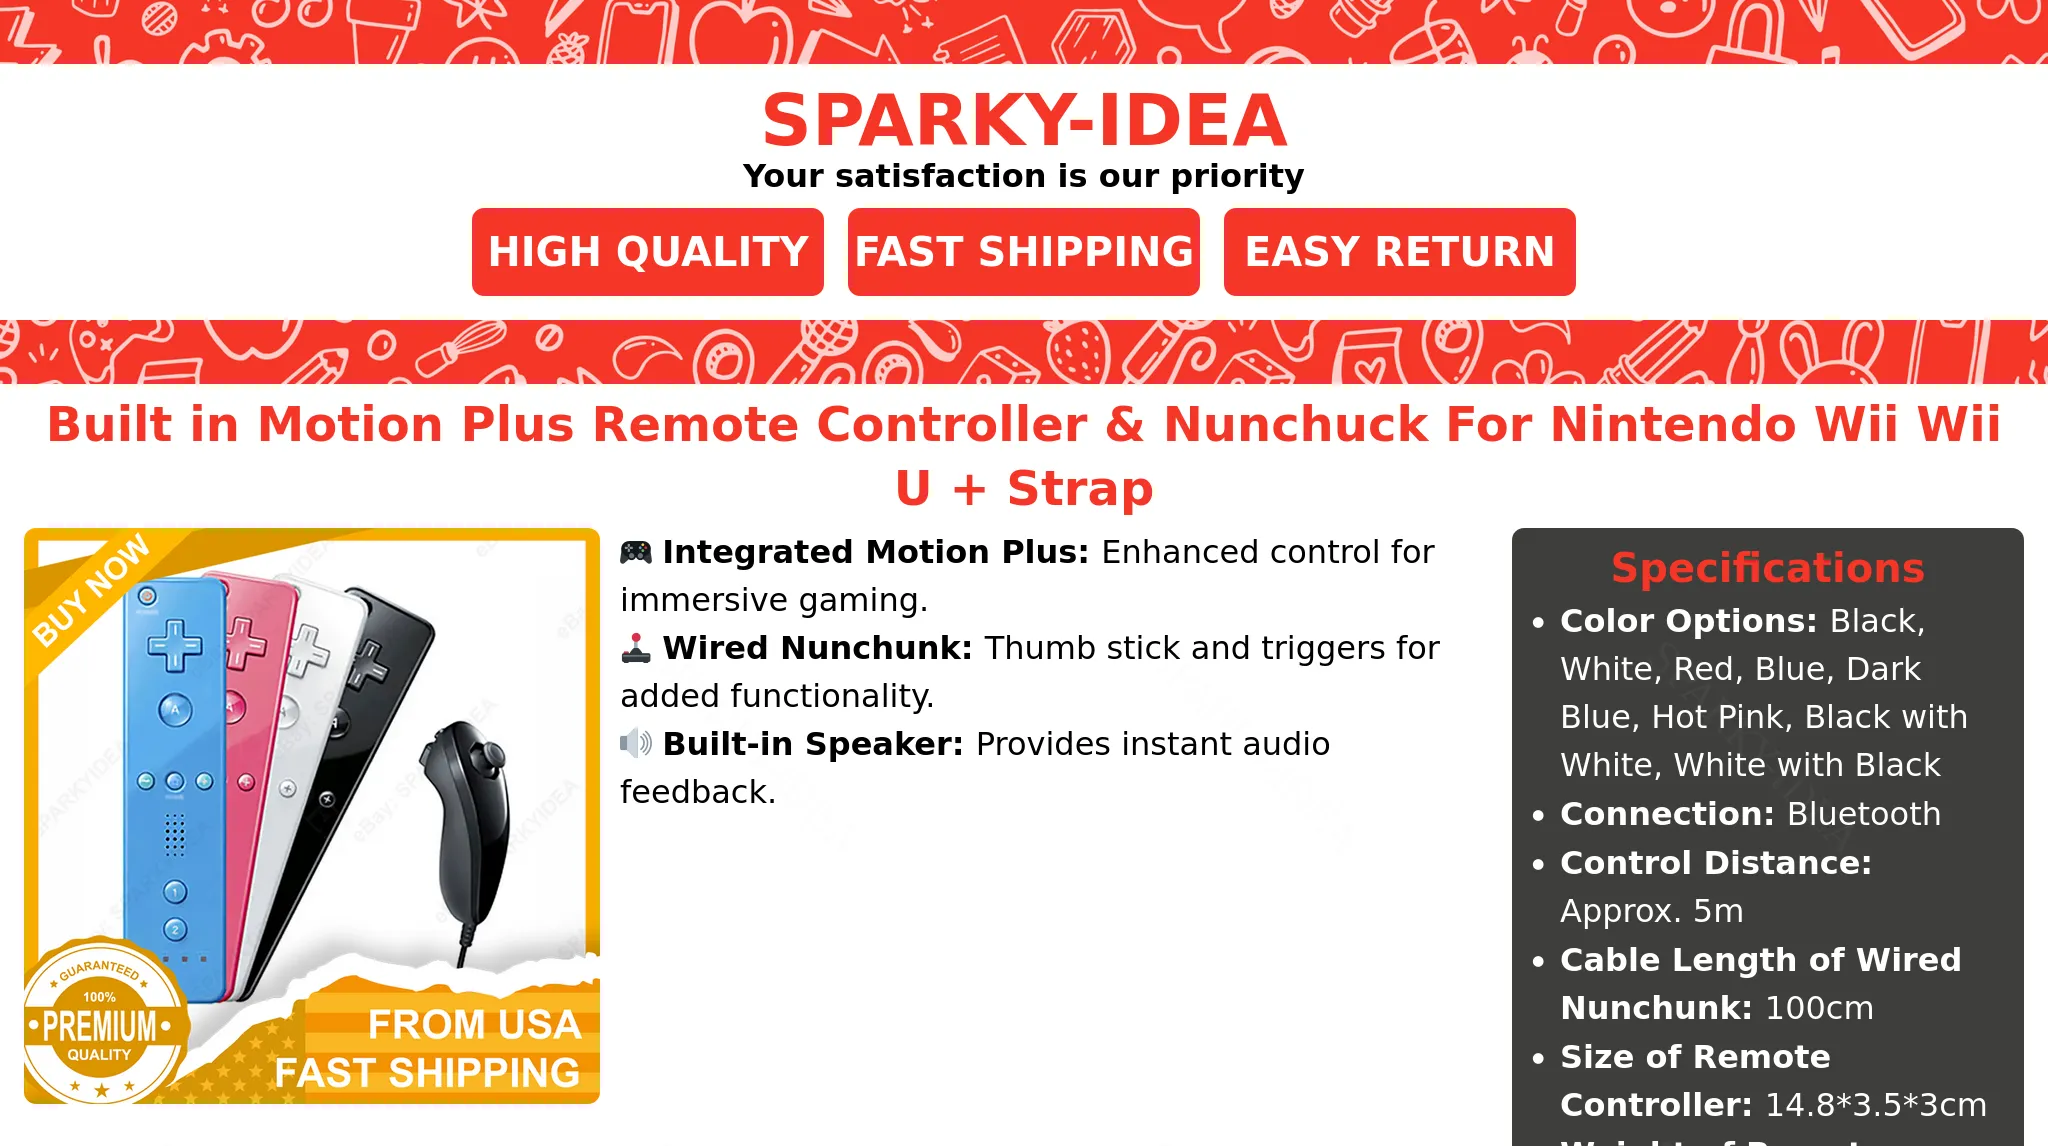 SPARKY-IDEA
Your satisfaction is our priority
HIGH QUALITY
FAST SHIPPING
EASY RETURN
Built in Motion Plus Remote Controller & Nunchuck For Nintendo Wii Wii
U + Strap
BUY NOW
A
HOME
1
2
GUARANTEED
100%
PREMIUM
QUALITY
FROM USA
FAST SHIPPING
🎮 Integrated Motion Plus: Enhanced control for
immersive gaming.
🕹️ Wired Nunchunk: Thumb stick and triggers for
added functionality.
🔊 Built-in Speaker: Provides instant audio
feedback.
Specifications
• Color Options: Black,
White, Red, Blue, Dark
Blue, Hot Pink, Black with
White, White with Black
• Connection: Bluetooth
• Control Distance:
Approx. 5m
• Cable Length of Wired
Nunchunk: 100cm
• Size of Remote
Controller: 14.8*3.5*3cm